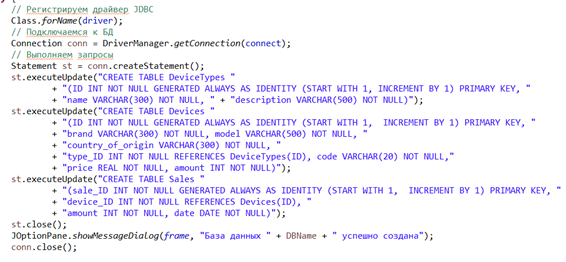 // Регистрируем драйвер JDBC
Class.forName(driver);
// Подключаемся к БД
Connection conn = DriverManager.getConnection(connect);
// Выполняем запросы
Statement st = conn.createStatement();
st.executeUpdate("CREATE TABLE DeviceTypes "
+ "(ID INT NOT NULL GENERATED ALWAYS AS IDENTITY (START WITH 1, INCREMENT BY 1) PRIMARY KEY, "
+ "name VARCHAR(300) NOT NULL, " + "description VARCHAR(500) NOT NULL)");
st.executeUpdate("CREATE TABLE Devices "
+ "(ID INT NOT NULL GENERATED ALWAYS AS IDENTITY (START WITH 1,  INCREMENT BY 1) PRIMARY KEY, "
+ "brand VARCHAR(300) NOT NULL, model VARCHAR(500) NOT NULL, "
+ "country_of_origin VARCHAR(300) NOT NULL, "
+ "type_ID INT NOT NULL REFERENCES DeviceTypes(ID), code VARCHAR(20) NOT NULL,"
+ "price REAL NOT NULL, amount INT NOT NULL)");
st.executeUpdate("CREATE TABLE Sales "
+ "(sale_ID INT NOT NULL GENERATED ALWAYS AS IDENTITY (START WITH 1,  INCREMENT BY 1) PRIMARY KEY, "
+ "device_ID INT NOT NULL REFERENCES Devices(ID), "
+ "amount INT NOT NULL, date DATE NOT NULL)");
st.close();
JOptionPane.showMessageDialog(frame, "База данных " + DBName + " успешно создана");
conn.close();